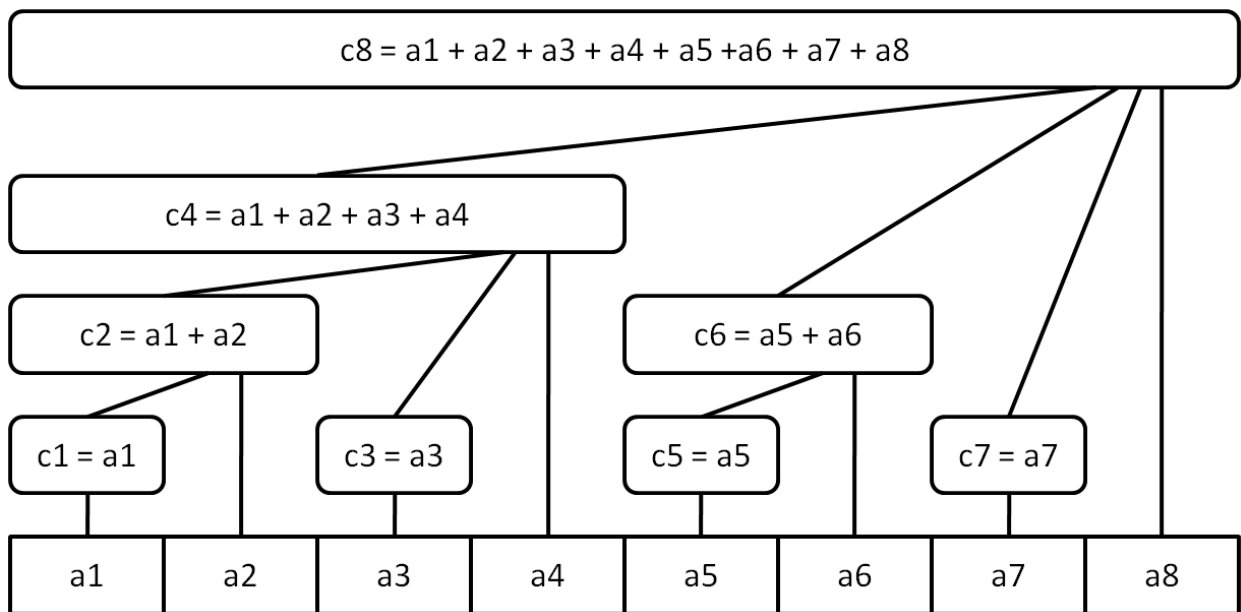 c8 = a1 + a2 + a3 + a4 + a5 +a6 + a7 + a8
c4 = a1 + a2 + a3 + a4
c2 = a1 + a2
c6 = a5 + a6
c1 = a1
c3 = a3
c5 = a5
c7 = a7
a1
a2
a3
a4
a5
a6
a7
a8